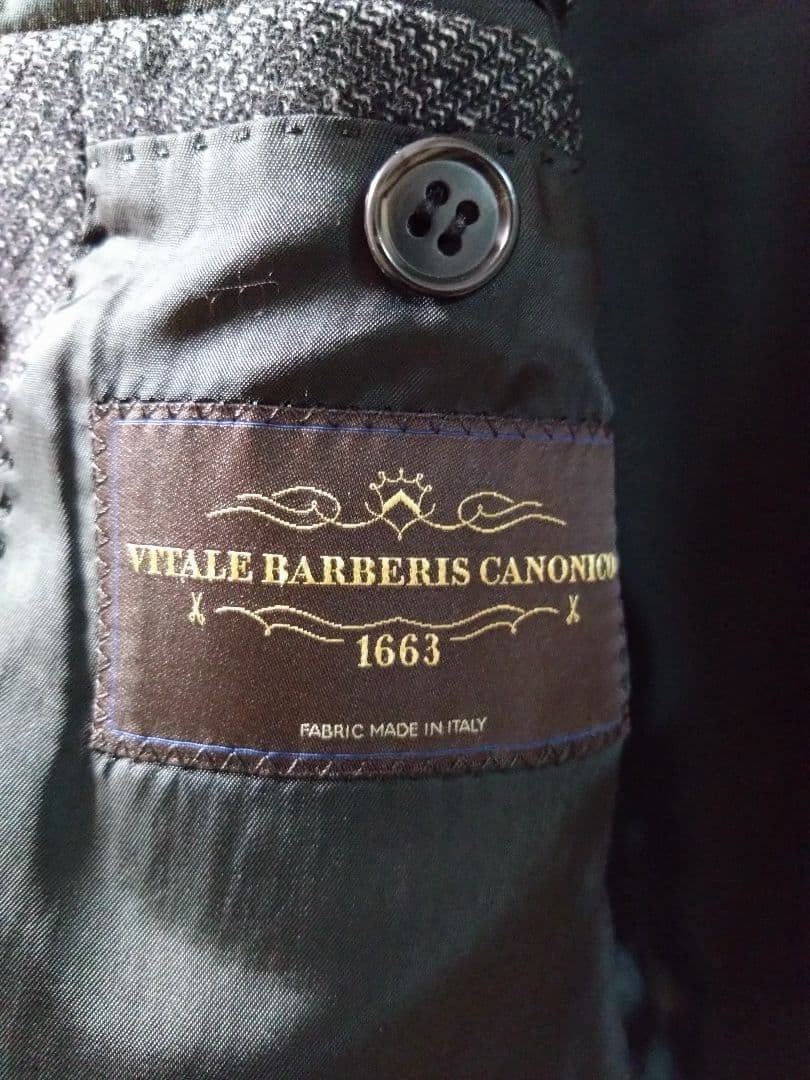 VITALE BARBERIS CANONICO
1663
FABRIC MADE IN ITALY